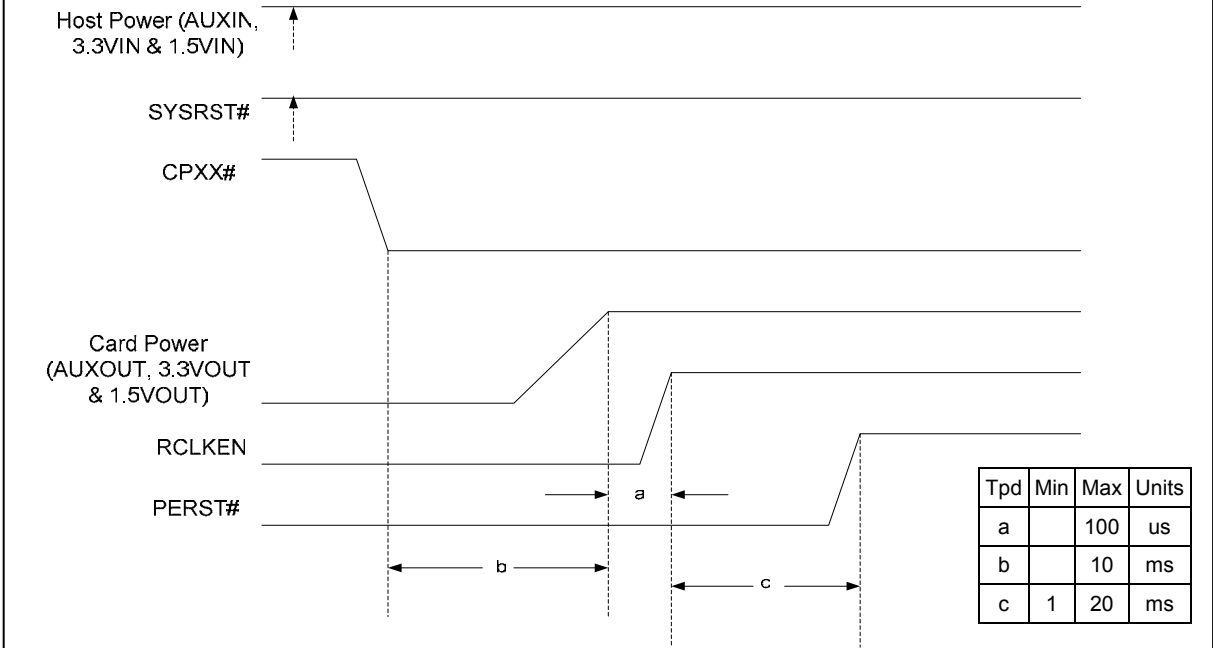 Host Power (AUXIN,
3.3VIN & 1.5VIN)
SYSRST#
CPXX#
Card Power
(AUXOUT, 3.3VOUT
& 1.5VOUT)
RCLKEN
PERST#
a
b
c
Tpd Min Max Units
a 100 us
b 10 ms
c 1 20 ms